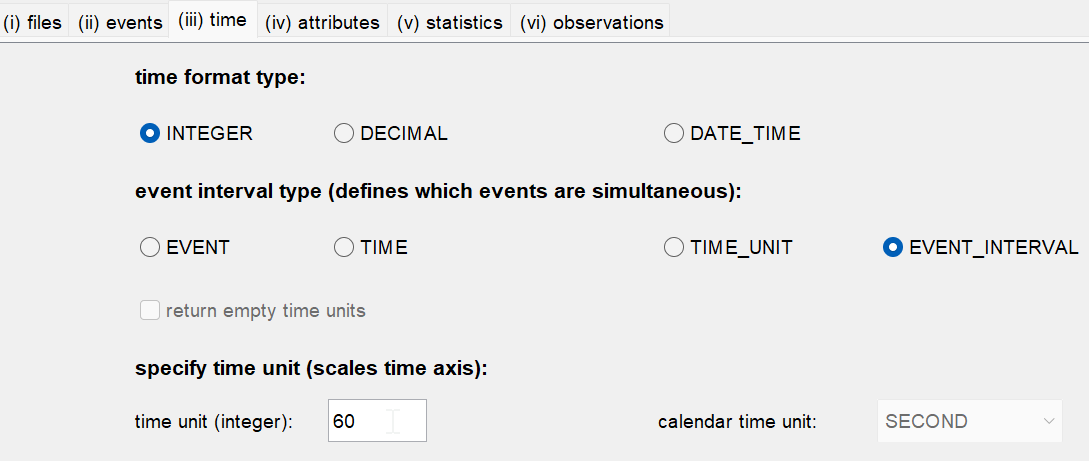 (i) files (ii) events (iii) time (iv) attributes (v) statistics (vi) observations
time format type:
INTEGER DECIMAL DATE_TIME
event interval type (defines which events are simultaneous):
EVENT TIME TIME_UNIT EVENT_INTERVAL
return empty time units
specify time unit (scales time axis):
time unit (integer): 60 calendar time unit: SECOND